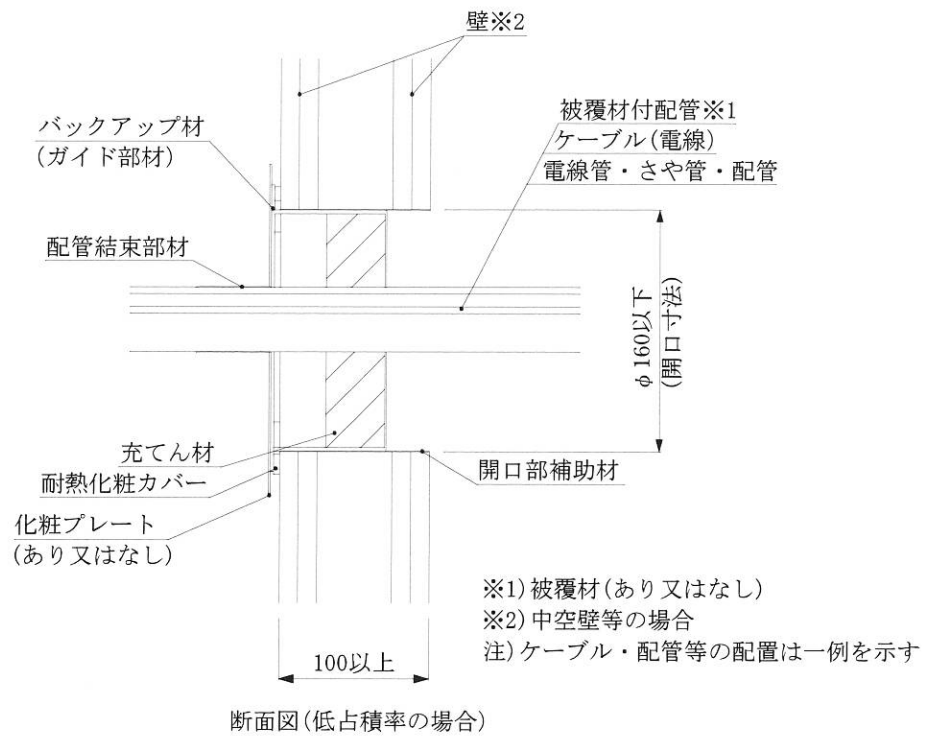 壁※2
バックアップ材
(ガイド部材)
被覆材付配管※1
ケーブル(電線)
電線管・さや管・配管
配管結束部材
φ160以下
(開口寸法)
充てん材
耐熱化粧カバー
開口部補助材
化粧プレート
(あり又はなし)
※1)被覆材(あり又はなし)
※2)中空壁等の場合
注)ケーブル・配管等の配置は一例を示す
100以上
断面図(低占積率の場合)